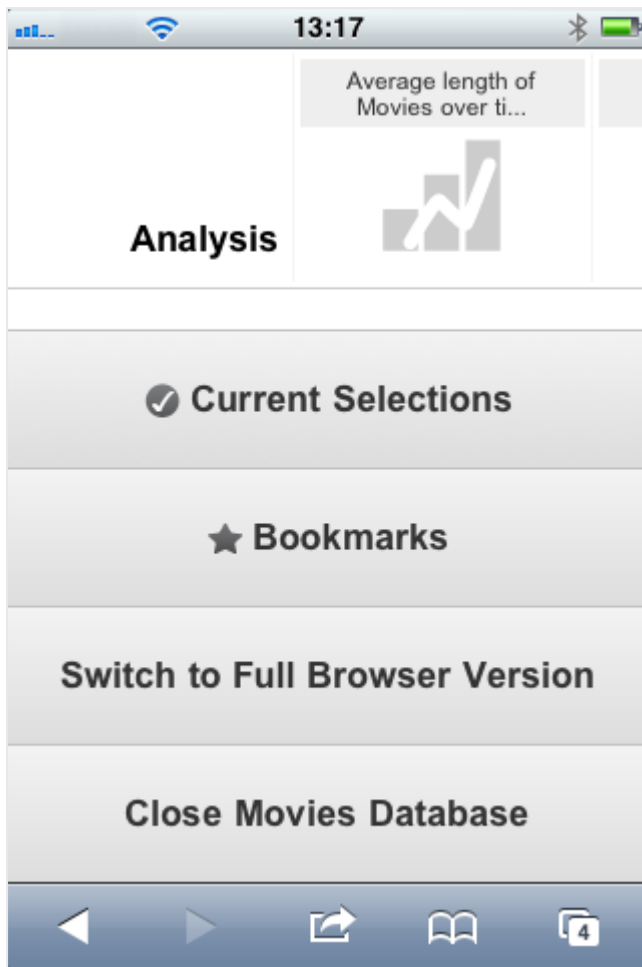 13:17
Average length of
Movies over ti...
Analysis
Current Selections
Bookmarks
Switch to Full Browser Version
Close Movies Database
4